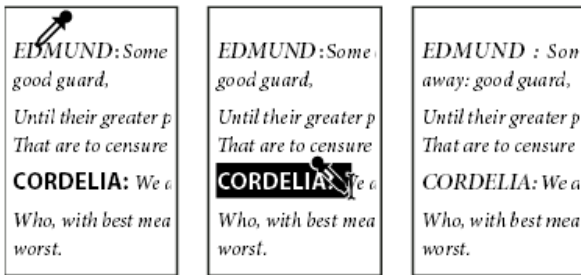 EDMUND: Some
good guard,
Until their greater p
That are to censure
CORDELIA: We a
Who, with best mea
worst.
EDMUND :Some
good guard,
Until their greater p
That are to censure
CORDELIA: We a
Who, with best mea
worst.
EDMUND : Som
away: good guard,
Until their greater p
That are to censure
CORDELIA: We a
Who, with best mea
worst.